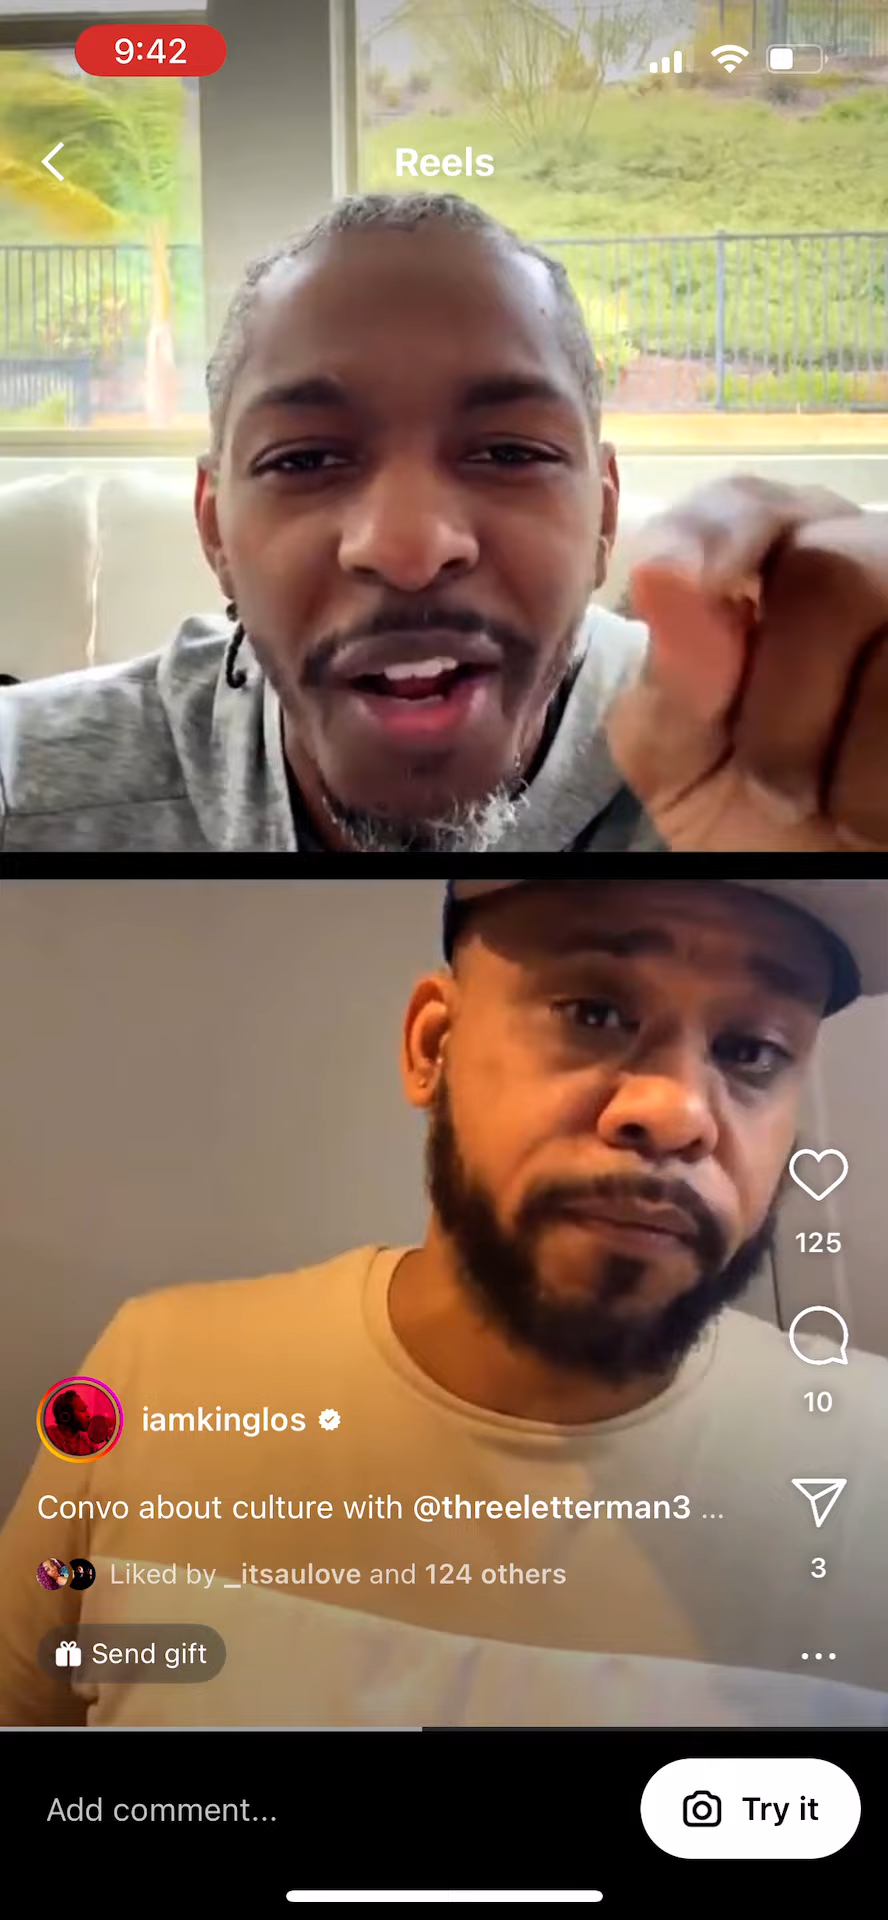 9:42
Reels
125
10
iamkinglos
Convo about culture with @threeletterman3 ...
3
Liked by _itsaulove and 124 others
Send gift
Add comment...
Try it